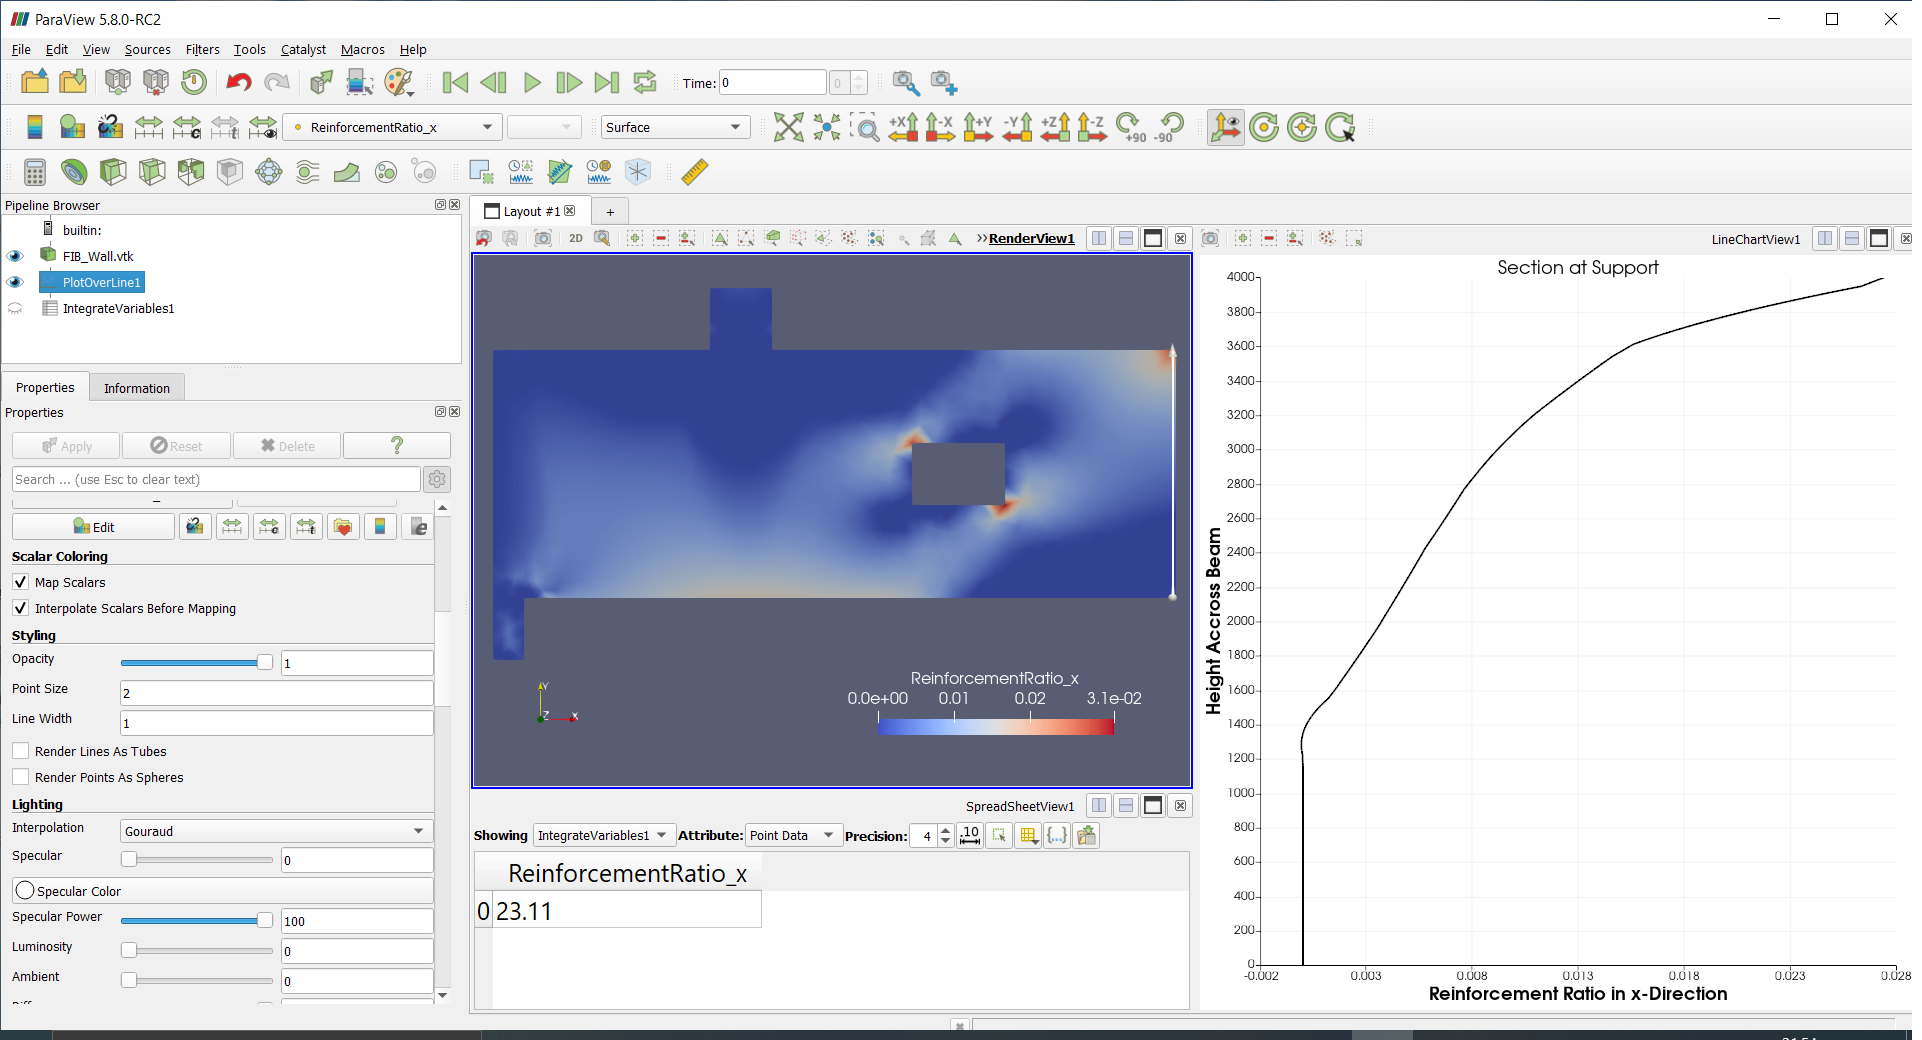 ParaView 5.8.0-RC2
File Edit View Sources Filters Tools Catalyst Macros Help
Time: 0 0
ReinforcementRatio_x Surface +X -X +Y -Y +Z -Z +90 -90
Pipeline Browser
builtin:
FIB_Wall.vtk
PlotOverLine1
IntegrateVariables1
Properties Information
Properties
Apply Reset Delete ?
Search ... (use Esc to clear text)
Edit
Scalar Coloring
Map Scalars
Interpolate Scalars Before Mapping
Styling
Opacity 1
Point Size 2
Line Width 1
Render Lines As Tubes
Render Points As Spheres
Lighting
Interpolation Gouraud
Specular 0
Specular Color
Specular Power 100
Luminosity 0
Ambient 0
Layout #1 +
2D >>RenderView1
ReinforcementRatio_x
0.0e+00 0.01 0.02 3.1e-02
Y
Z X
SpreadSheetView1
Showing IntegrateVariables1 Attribute: Point Data Precision: 4 .10 {...}
ReinforcementRatio_x
0 23.11
LineChartView1
Section at Support
4000
3800
3600
3400
3200
3000
2800
2600
2400
2200
2000
1800
1600
1400
1200
1000
800
600
400
200
0
Height Accross Beam
-0.002 0.003 0.008 0.013 0.018 0.023 0.028
Reinforcement Ratio in x-Direction